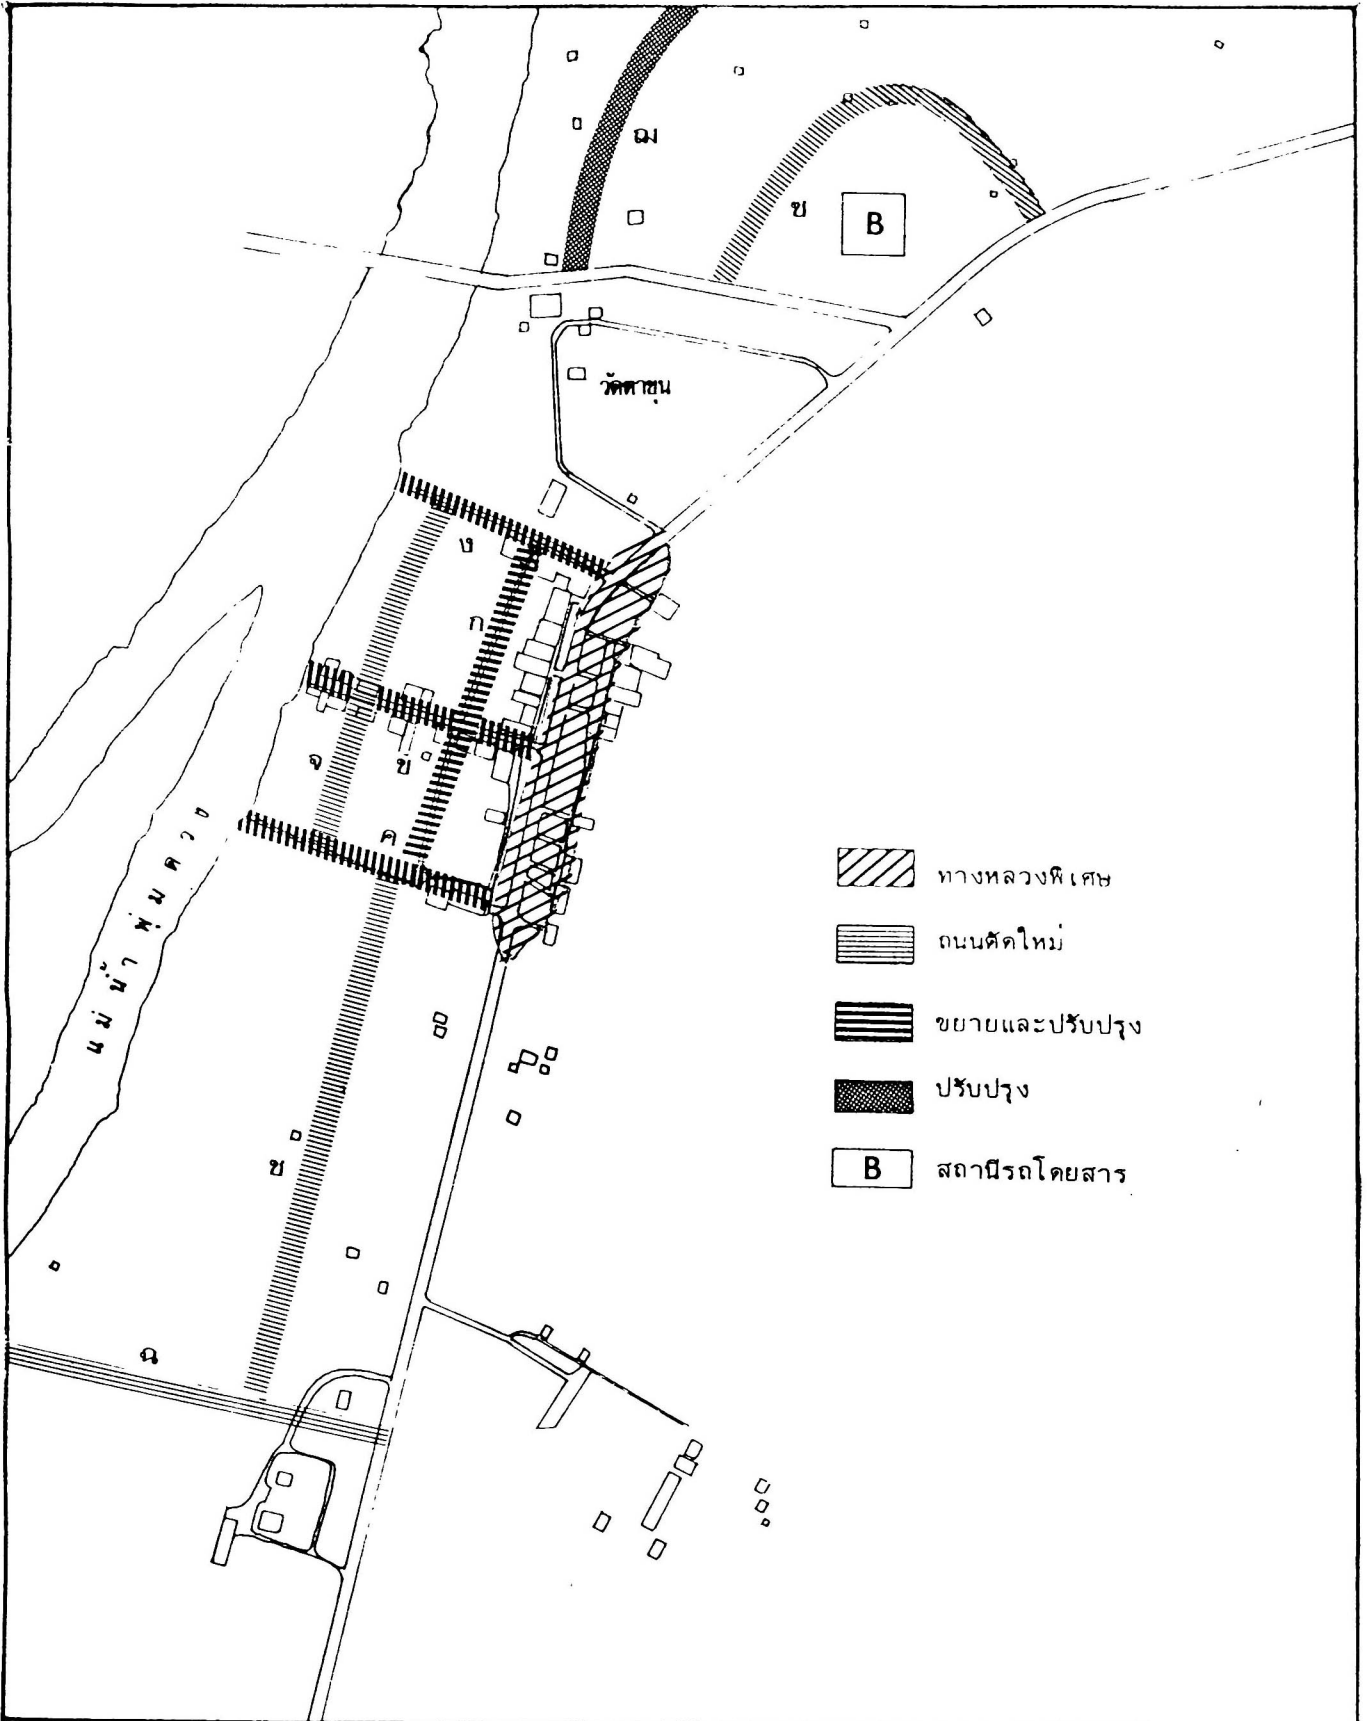 ฌ
ซ
B
วัดตาขุน
ง
ก
จ
ข
ค
แม่น้ำพุมดวง
ทางหลวงพิเศษ
ถนนตัดใหม่
ขยายและปรับปรุง
ปรับปรุง
B สถานีรถโดยสาร
ช
ฉ